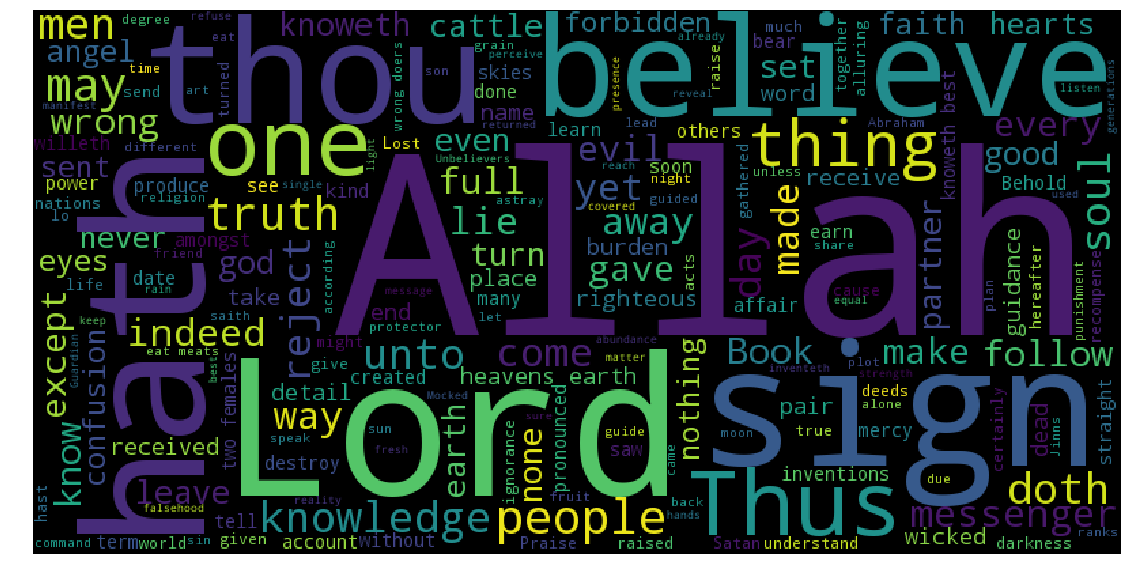 men
degree
refuse
eat
knoweth
cattle
forbidden
already
much
bear
faith
hearts
angel
time
thou
grain
perceive
believe
together
alluring
may
send
art
turned
son
skies
raise
set
word
presence
reveal
listen
generations
manifest
wrong
done
name
wrong doers
willeth
different
returned
one
light
Lost
even
learn
lead
others
Abraham
thing
every
sent
Unbelievers
evil
soon
reach
unless
knoweth best
good
power
produce
see
single
kind
full
yet
night
guided
gathered
receive
Behold
used
soul
nations
religion
truth
astray
covered
made
lo
never
amongst
lie
away
earn
share
partner
hathh
Allah
eyes
god
turn
burden
day
guidance
hereafter
friend
according
gave
acts
life
date
rain
take
place
many
righteous
affair
cause
equal
plan
punishment
recompense
except
saith
reject
message
end
protector
let
keep
indeed
might
abundance
confusion
eat meats
best
unto
come
matter
Book
sign
make
follow
Guardian
two females
give
created
heavens earth
nothing
plot
inventeth
strength
know
detail
Mocked
way
Lord
earth
pair
deeds
alone
mercy
dead
certainly
Jinns
straight
received
speak
sun
sure
none
pronounced
guide
moon
true
destroy
ignorance
saw
fresh
inventions
due
leave
reality
fruit
came
back
hands
Thus
doth
hast
falsehood
tell
knowledge
people
messenger
command
term
world
sin
given
account
without
Praise
raised
Satan
understand
wicked
darkness
ranks